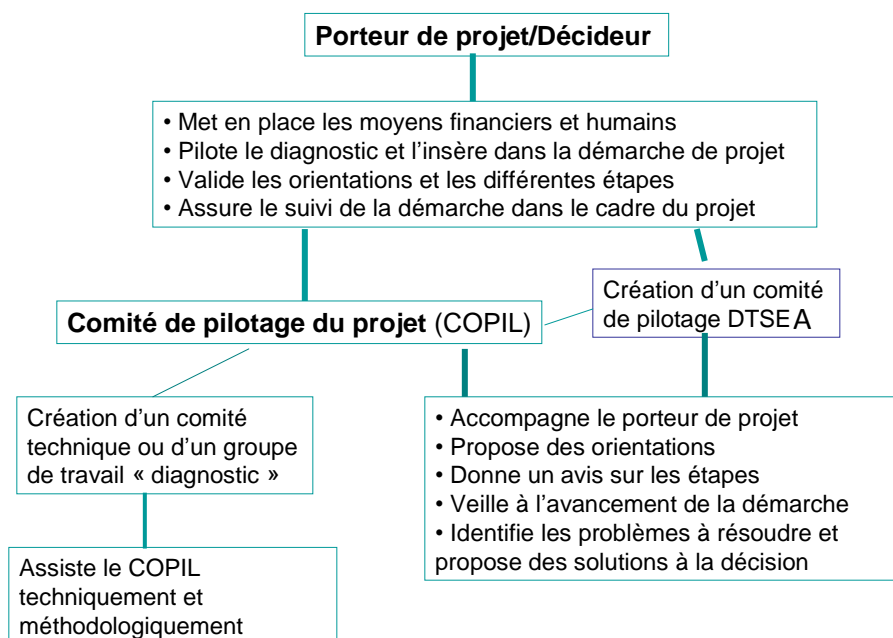 Porteur de projet/Décideur
• Met en place les moyens financiers et humains
• Pilote le diagnostic et l’insère dans la démarche de projet
• Valide les orientations et les différentes étapes
• Assure le suivi de la démarche dans le cadre du projet
Création d’un comité
de pilotage DTSEA
Comité de pilotage du projet (COPIL)
Création d’un comité
technique ou d’un groupe
de travail « diagnostic »
• Accompagne le porteur de projet
• Propose des orientations
• Donne un avis sur les étapes
• Veille à l’avancement de la démarche
• Identifie les problèmes à résoudre et
propose des solutions à la décision
Assiste le COPIL
techniquement et
méthodologiquement